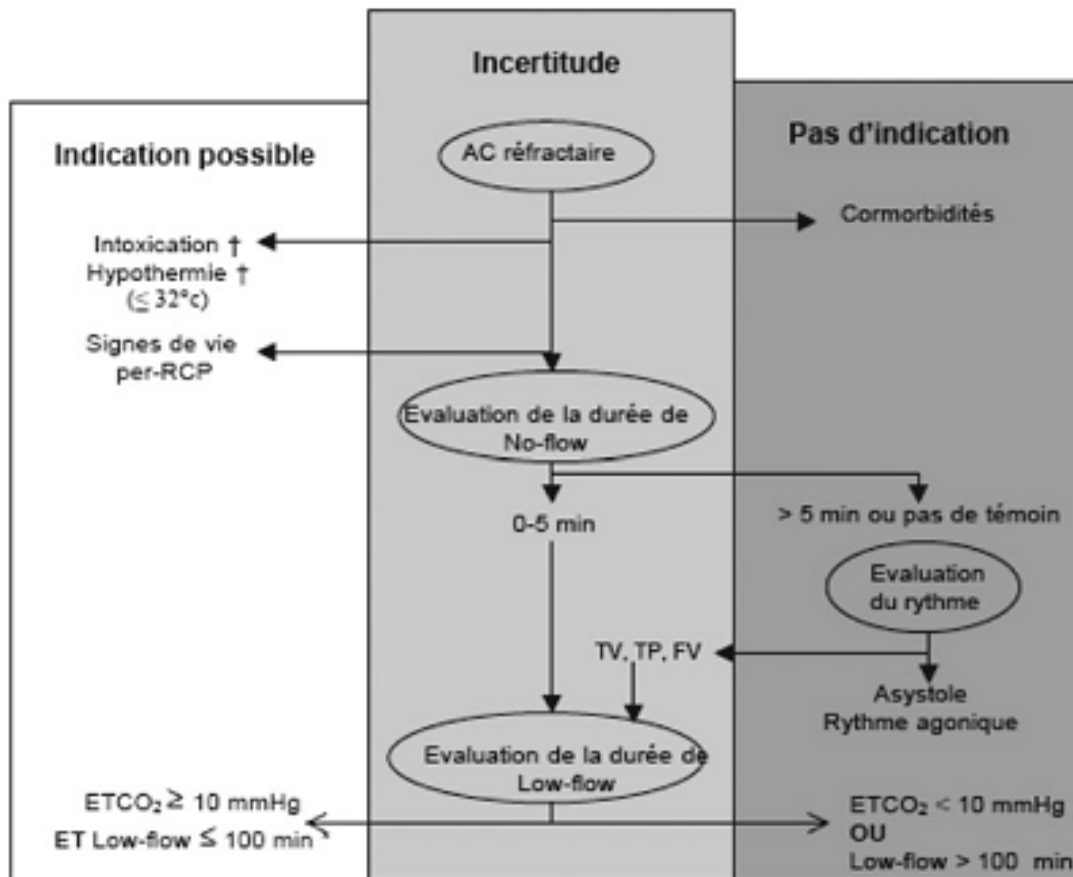 Incertitude
Indication possible
Pas d'indication
AC réfractaire
Cormorbidités
Intoxication †
Hypothermie †
(≤ 32°c)
Signes de vie
per-RCP
Evaluation de la durée de
No-flow
0-5 min
> 5 min ou pas de témoin
Evaluation
du rythme
TV, TP, FV
Asystole
Rythme agonique
Evaluation de la durée de
Low-flow
ETCO₂ ≥ 10 mmHg
ET Low-flow ≤ 100 min
ETCO₂ < 10 mmHg
OU
Low-flow > 100 min